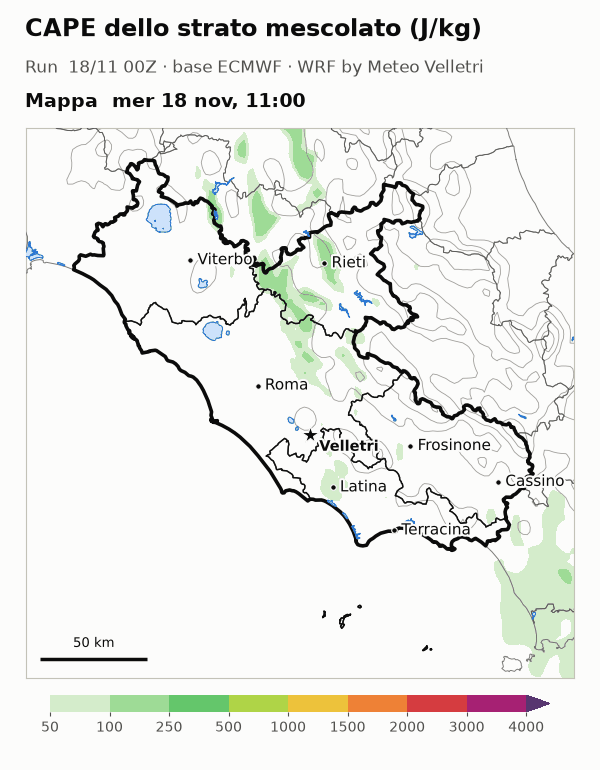 CAPE dello strato mescolato (J/kg)
Run 18/11 00Z · base ECMWF · WRF by Meteo Velletri
Mappa mer 18 nov, 11:00
Viterbo
Rieti
Roma
Velletri
Frosinone
Cassino
Latina
Terracina
50 km
50 100 250 500 1000 1500 2000 3000 4000